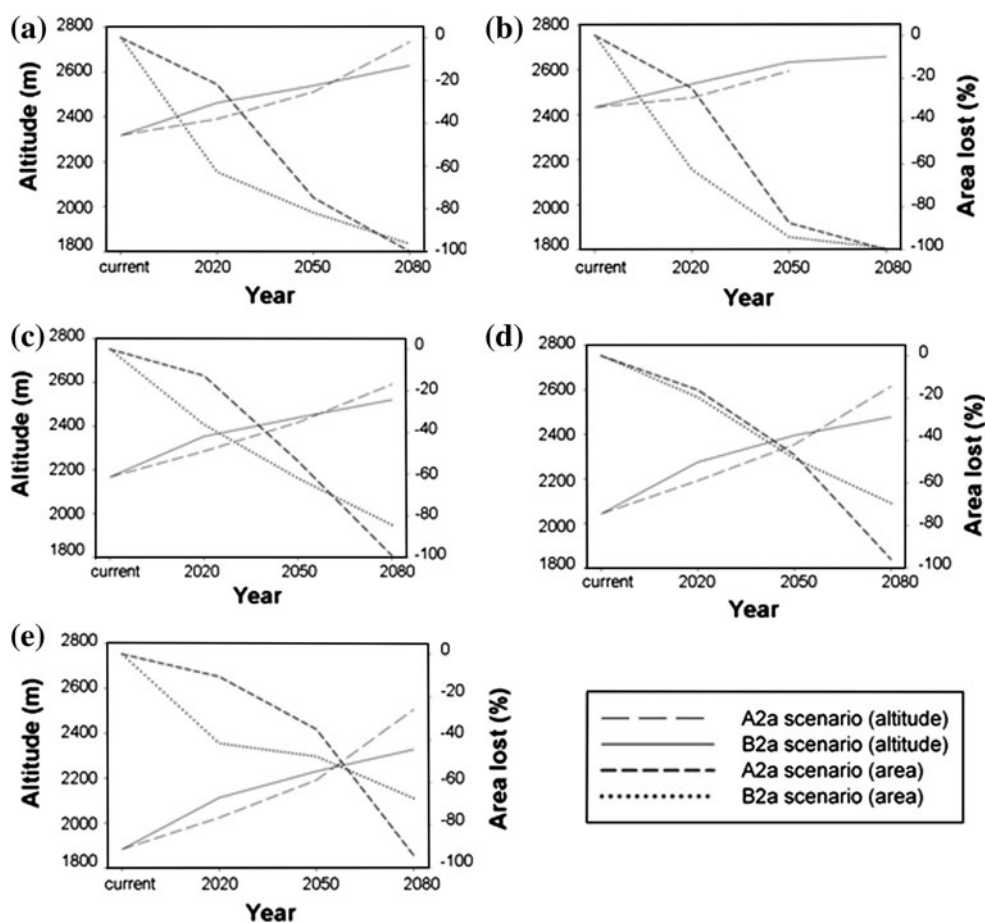 (a)
2800
2600
2400
2200
2000
1800
Altitude (m)
0
-20
-40
-60
-80
-100
current 2020 2050 2080
Year
(b)
2800
2600
2400
2200
2000
1800
0
-20
-40
-60
-80
-100
Area lost (%)
current 2020 2050 2080
Year
(c)
2800
2600
2400
2200
2000
1800
Altitude (m)
0
-20
-40
-60
-80
-100
current 2020 2050 2080
Year
(d)
2800
2600
2400
2200
2000
1800
0
-20
-40
-60
-80
-100
Area lost (%)
current 2020 2050 2080
Year
(e)
2800
2600
2400
2200
2000
1800
Altitude (m)
0
-20
-40
-60
-80
-100
Area lost (%)
current 2020 2050 2080
Year
A2a scenario (altitude)
B2a scenario (altitude)
A2a scenario (area)
B2a scenario (area)